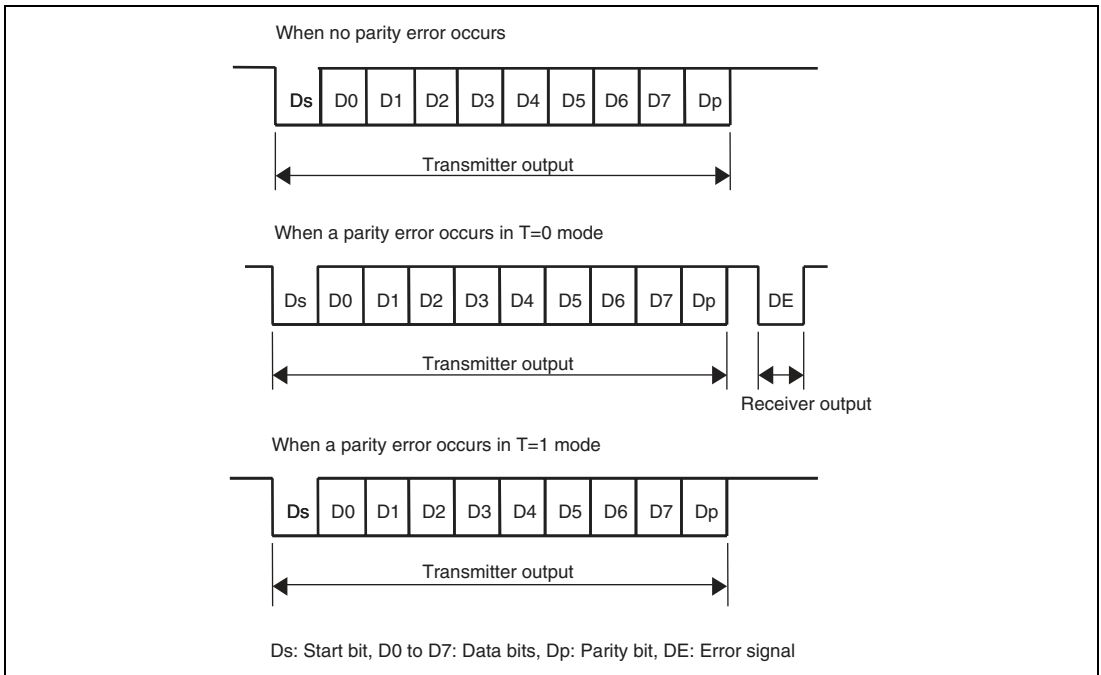 When no parity error occurs
Ds D0 D1 D2 D3 D4 D5 D6 D7 Dp
Transmitter output
When a parity error occurs in T=0 mode
Ds D0 D1 D2 D3 D4 D5 D6 D7 Dp DE
Transmitter output
Receiver output
When a parity error occurs in T=1 mode
Ds D0 D1 D2 D3 D4 D5 D6 D7 Dp
Transmitter output
Ds: Start bit, D0 to D7: Data bits, Dp: Parity bit, DE: Error signal